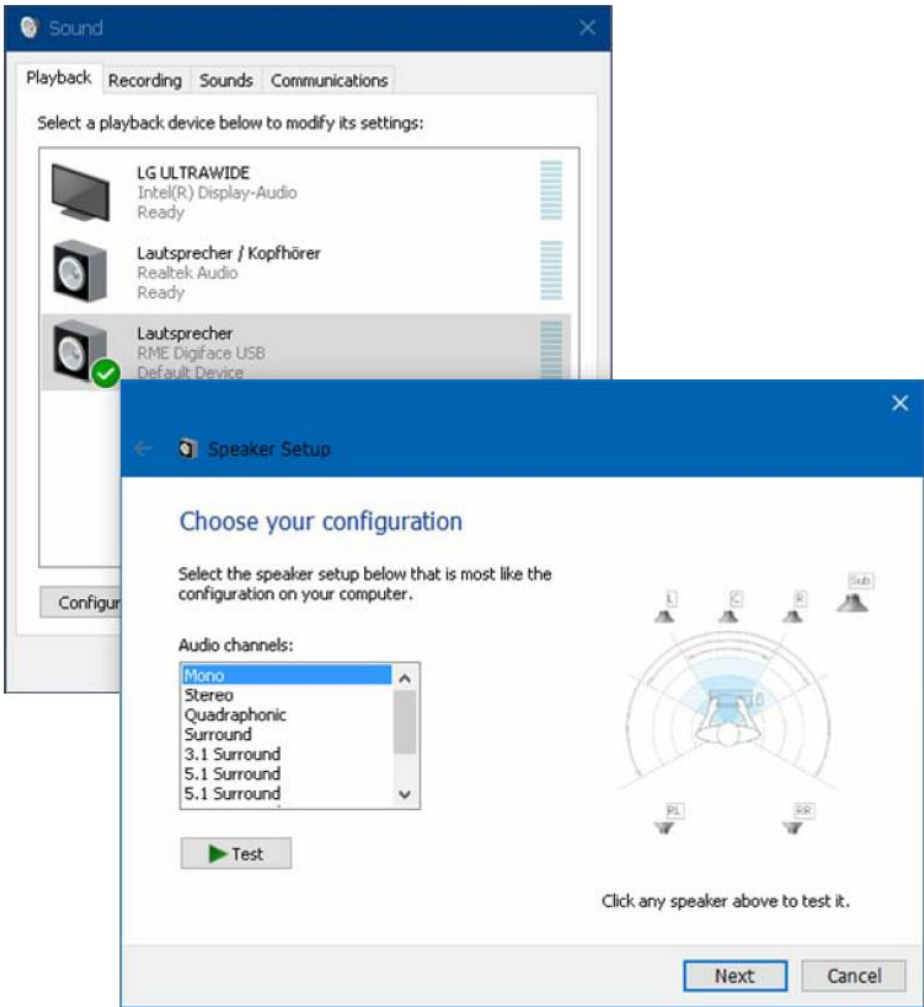 Sound
Playback Recording Sounds Communications
Select a playback device below to modify its settings:
LG ULTRAWIDE
Intel(R) Display-Audio
Ready
Lautsprecher / Kopfhörer
Realtek Audio
Ready
Lautsprecher
RME Digiface USB
Default Device
Configur
Speaker Setup
Choose your configuration
Select the speaker setup below that is most like the
configuration on your computer.
Audio channels:
Mono
Stereo
Quadraphonic
Surround
3.1 Surround
5.1 Surround
5.1 Surround
Test
L C R Sub
RL RR
Click any speaker above to test it.
Next Cancel